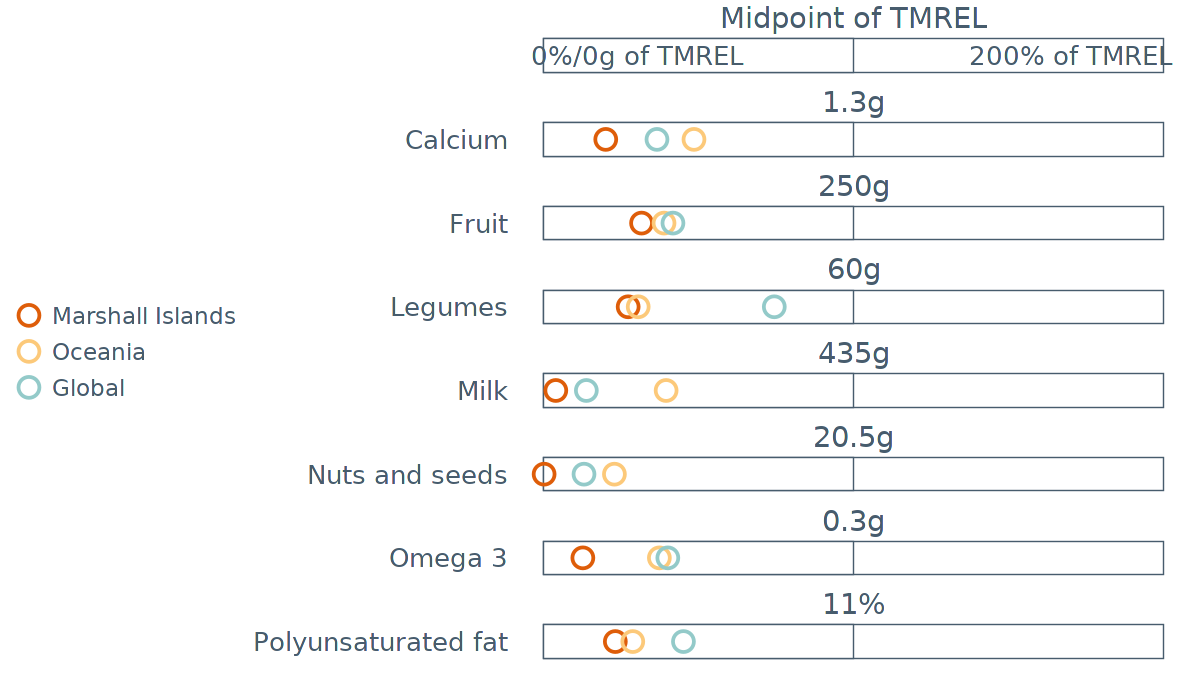 Midpoint of TMREL
0%/0g of TMREL 200% of TMREL
1.3g
Calcium
250g
Fruit
60g
Legumes
Marshall Islands
Oceania
Global
435g
Milk
20.5g
Nuts and seeds
0.3g
Omega 3
11%
Polyunsaturated fat